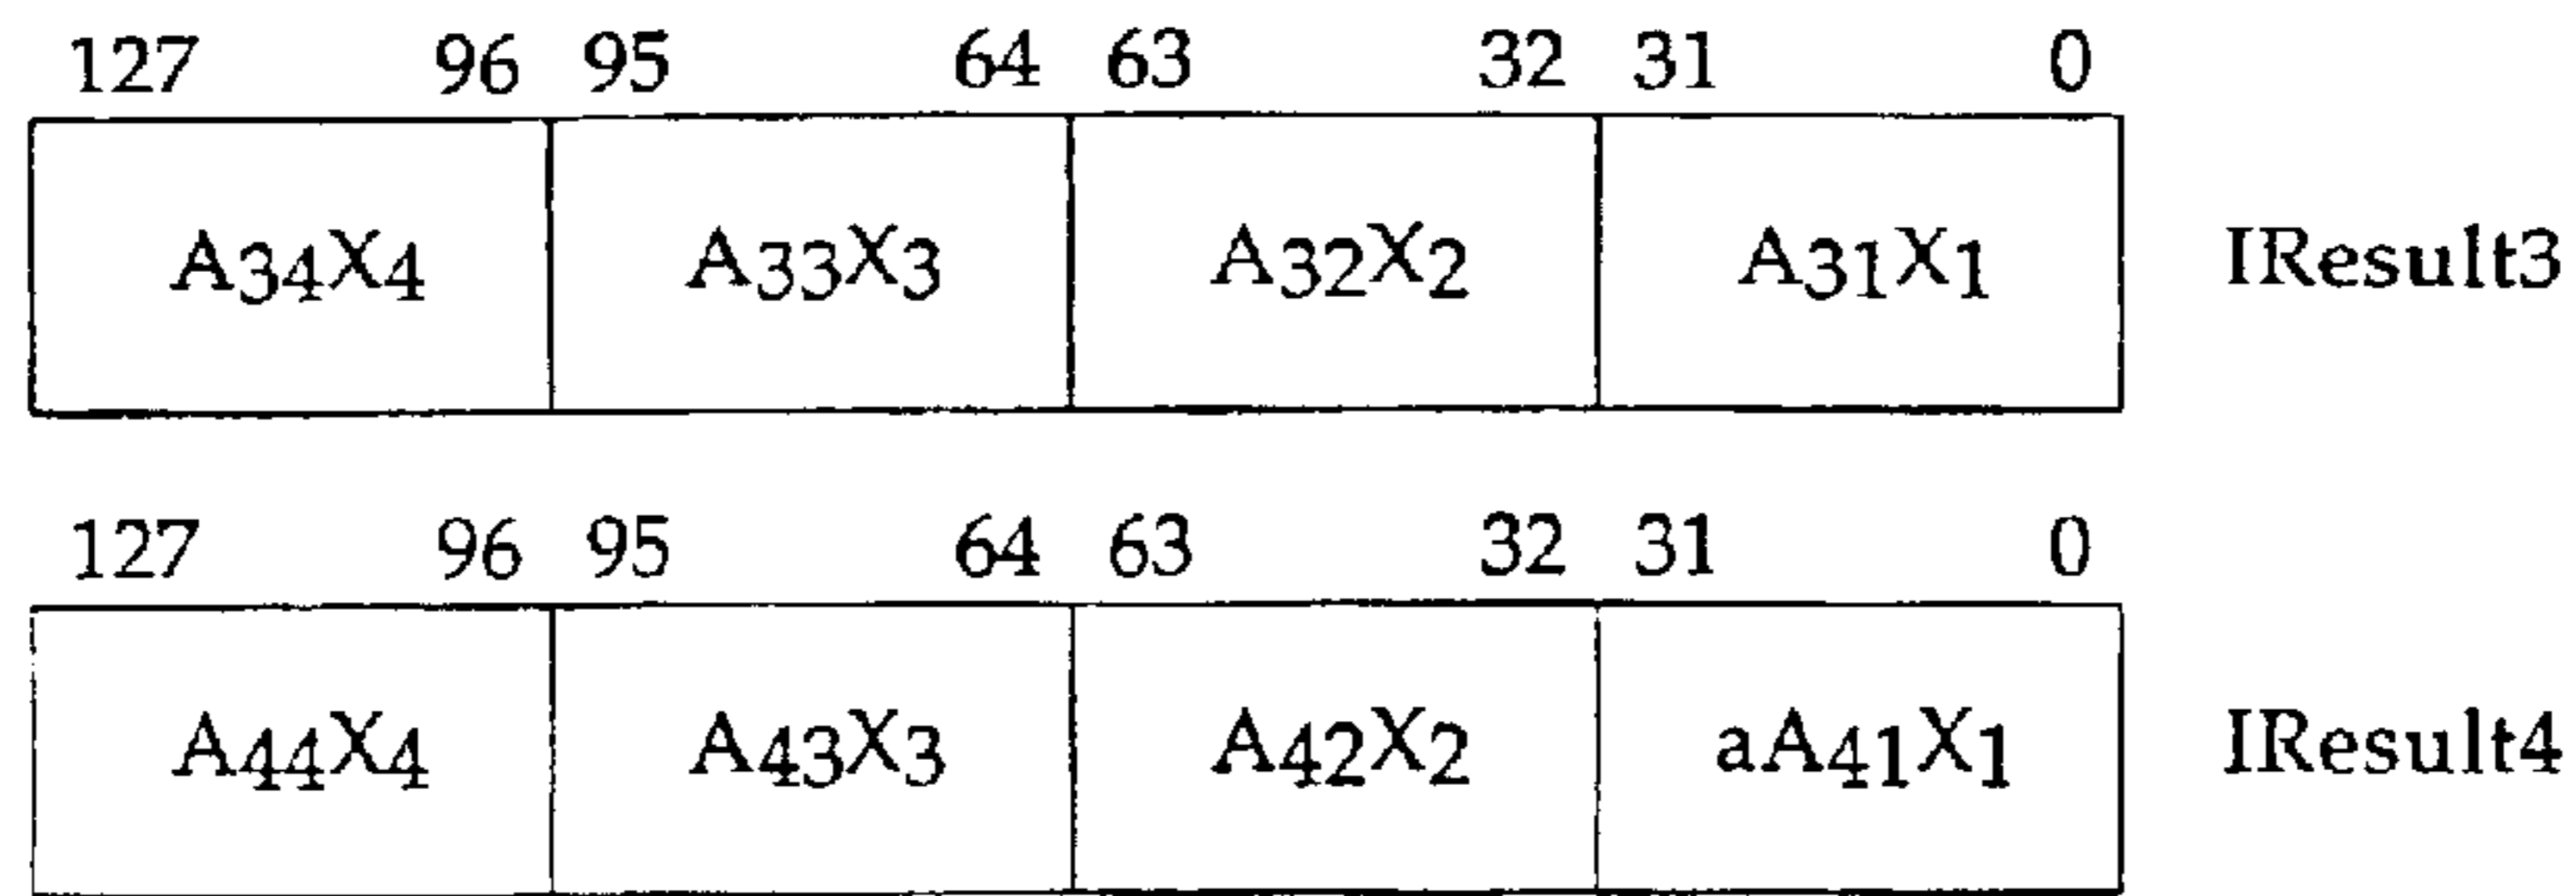 127 96 95 64 63 32 31 0
A34X4 A33X3 A32X2 A31X1 IResult3
127 96 95 64 63 32 31 0
A44X4 A43X3 A42X2 aA41X1 IResult4